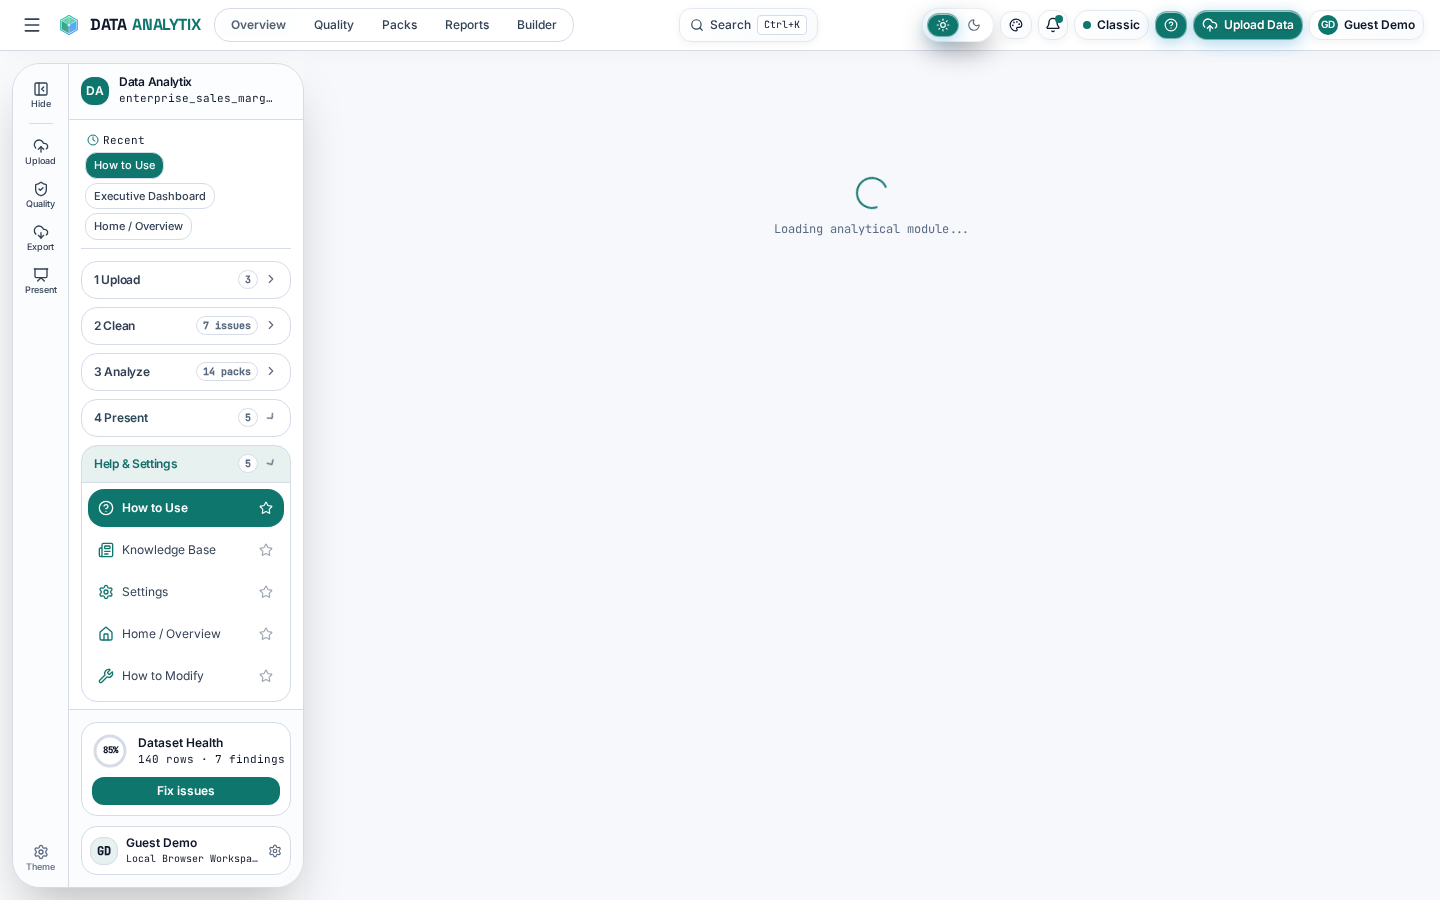 DATA ANALYTIX
Overview
Quality
Packs
Reports
Builder
Search
Ctrl+K
Classic
Upload Data
GD
Guest Demo
Hide
Upload
Quality
Export
Present
Theme
DA
Data Analytix
enterprise_sales_marg…
Recent
How to Use
Executive Dashboard
Home / Overview
1 Upload
3
2 Clean
7 issues
3 Analyze
14 packs
4 Present
5
Help & Settings
5
How to Use
Knowledge Base
Settings
Home / Overview
How to Modify
85%
Dataset Health
140 rows · 7 findings
Fix issues
GD
Guest Demo
Local Browser Workspa…
Loading analytical module...